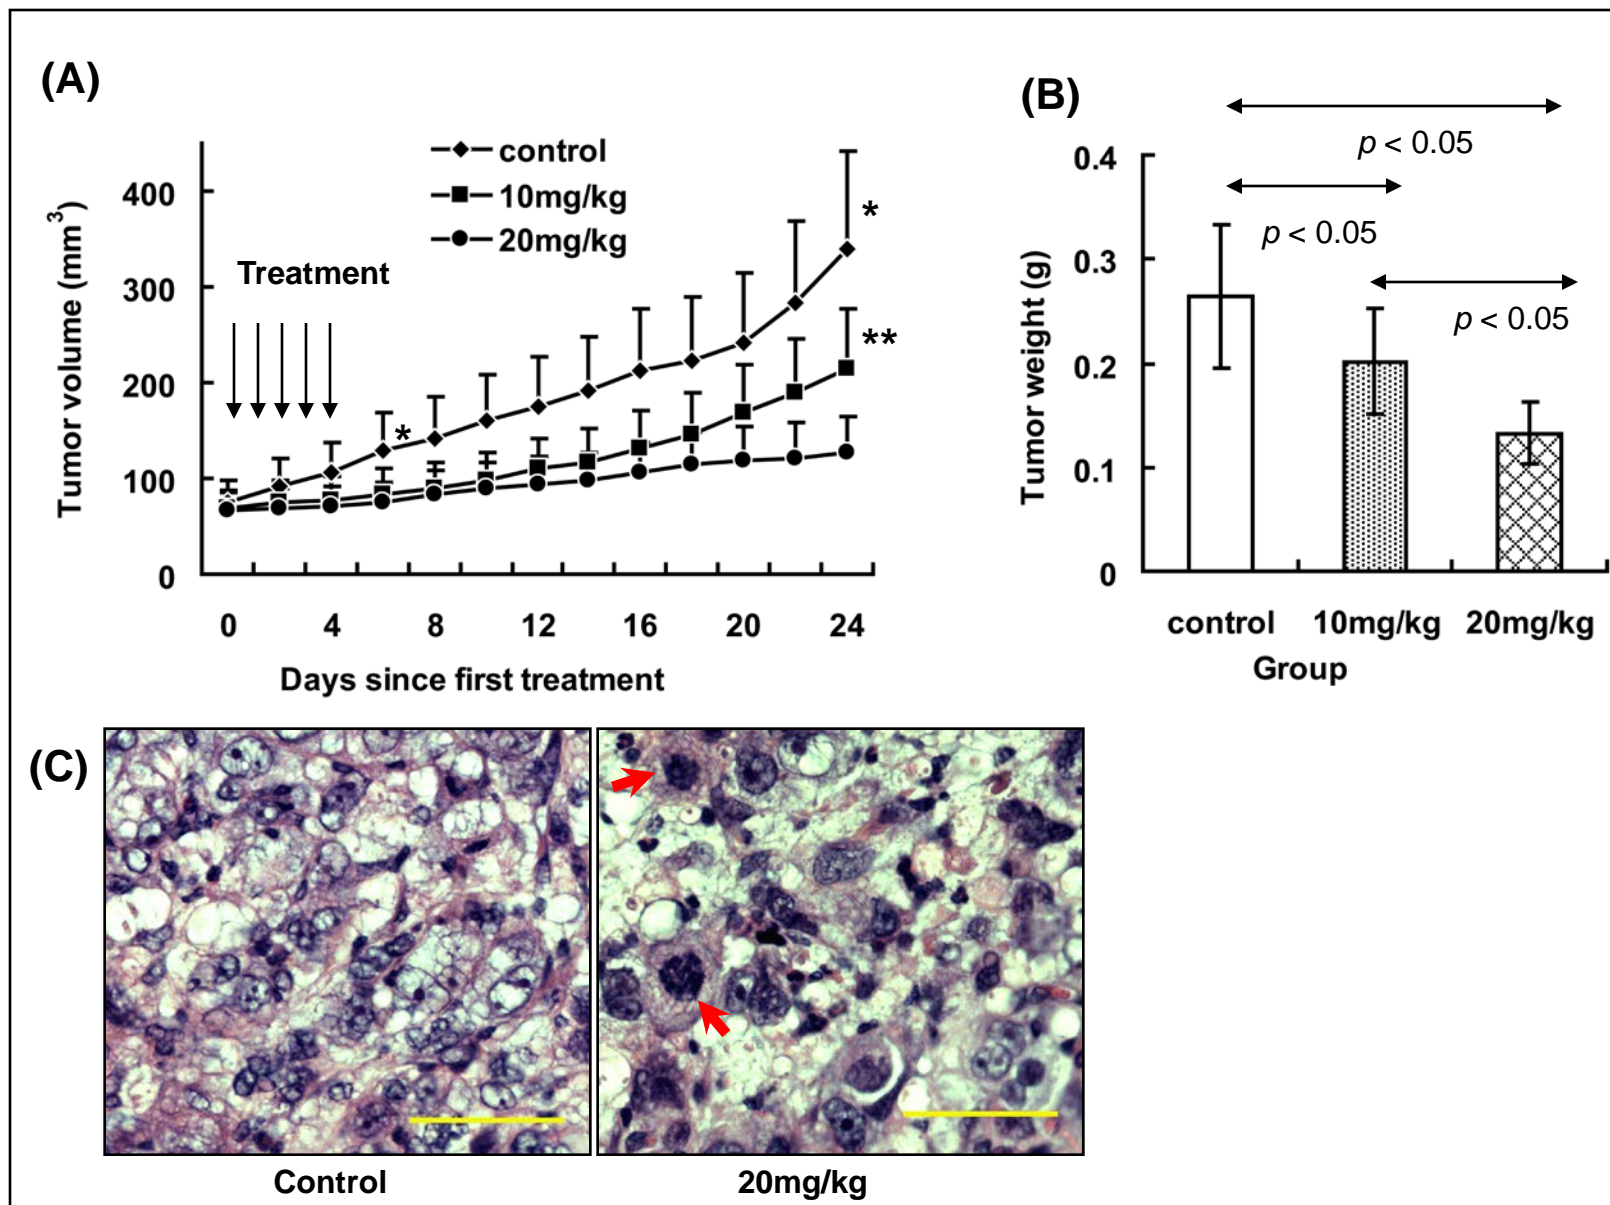 (A)
Tumor volume (mm3)
400
300
200
100
0
control
10mg/kg
20mg/kg
Treatment
*
*
**
0 4 8 12 16 20 24
Days since first treatment
(B)
p < 0.05
p < 0.05
p < 0.05
Tumor weight (g)
0.4
0.3
0.2
0.1
0
control 10mg/kg 20mg/kg
Group
(C)
Control 20mg/kg